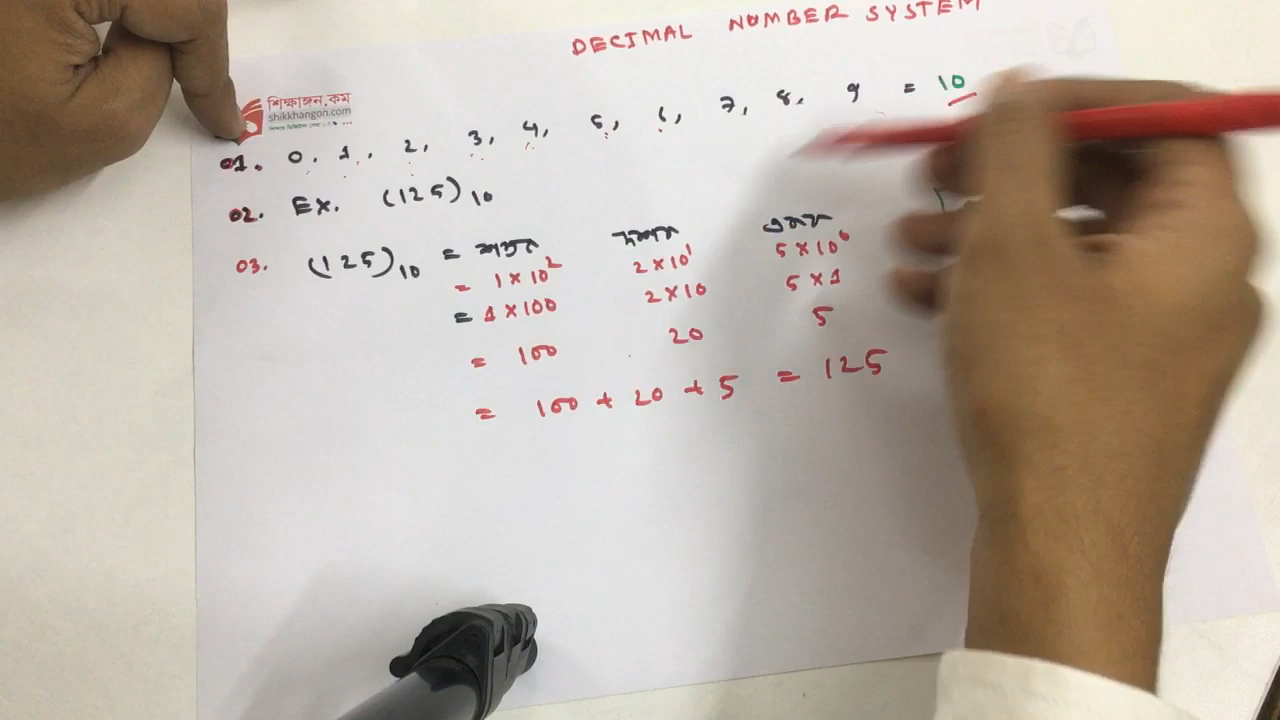 DECIMAL NUMBER SYSTEM
শিক্ষাঙ্গন.কম
shikkhangon.com
01. 0, 1, 2, 3, 4, 5, 6, 7, 8, 9 = 10
02. Ex. (125)10
03. (125)10 = শতক দশক একক
= 1 × 10² 2 × 10¹ 5 × 10⁰
= 1 × 100 2 × 10 5 × 1
= 100 20 5
= 100 + 20 + 5 = 125